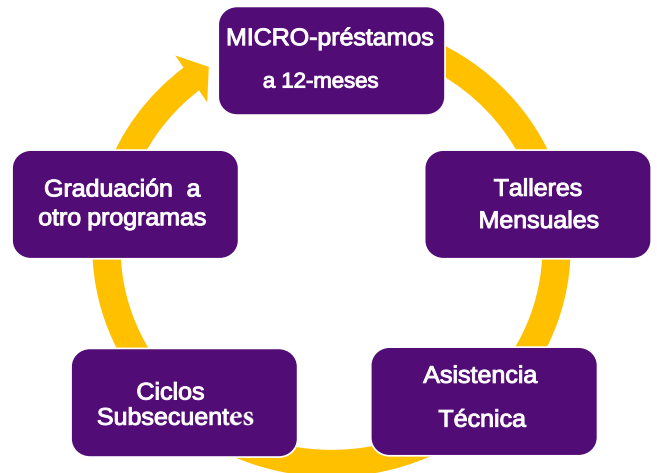 MICRO-préstamos
a 12-meses
Talleres
Mensuales
Asistencia
Técnica
Ciclos
Subsecuentes
Graduación a
otro programas